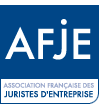 AFJE
ASSOCIATION FRANÇAISE DES
JURISTES D'ENTREPRISE